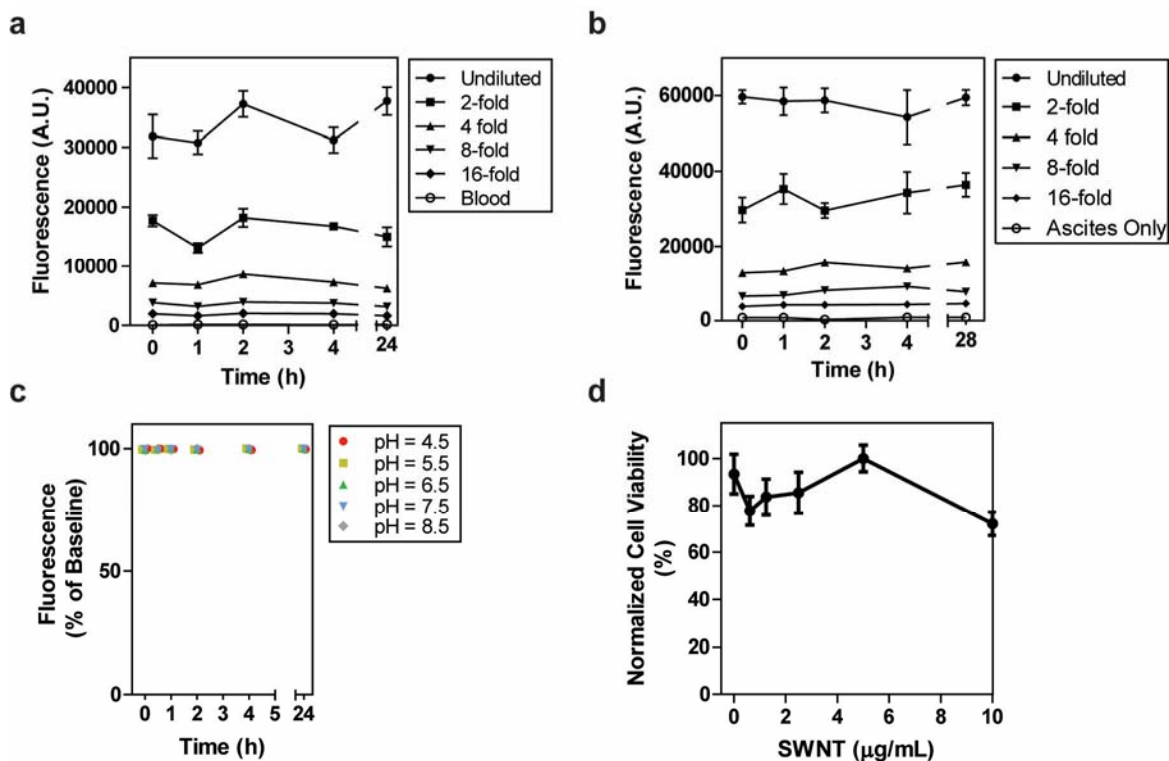 a
Fluorescence (A.U.)
40000
30000
20000
10000
0
0 1 2 3 4 24
Time (h)
Undiluted
2-fold
4 fold
8-fold
16-fold
Blood
b
Fluorescence (A.U.)
60000
40000
20000
0
0 1 2 3 4 28
Time (h)
Undiluted
2-fold
4 fold
8-fold
16-fold
Ascites Only
c
Fluorescence
(% of Baseline)
100
50
0
0 1 2 3 4 5 24
Time (h)
pH = 4.5
pH = 5.5
pH = 6.5
pH = 7.5
pH = 8.5
d
Normalized Cell Viability
(%)
100
80
60
40
20
0
0 2 4 6 8 10
SWNT (µg/mL)